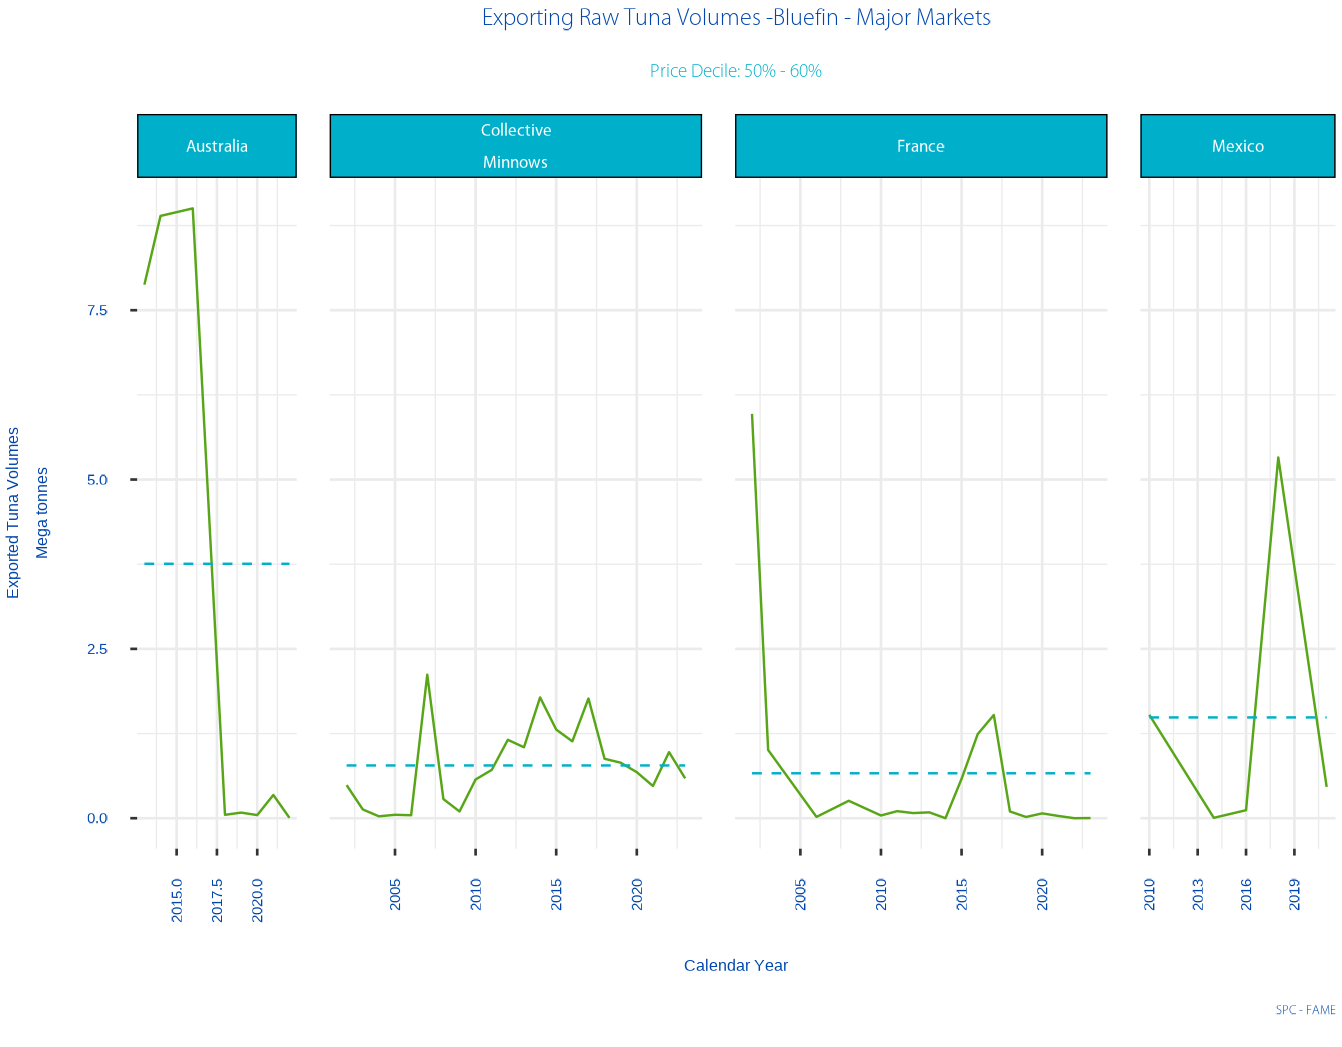 Exporting Raw Tuna Volumes -Bluefin - Major Markets
Price Decile: 50% - 60%
Australia
Collective
Minnows
France
Mexico
Exported Tuna Volumes
Mega tonnes
7.5
5.0
2.5
0.0
2015.0
2017.5
2020.0
2005
2010
2015
2020
2005
2010
2015
2020
2010
2013
2016
2019
Calendar Year
SPC - FAME